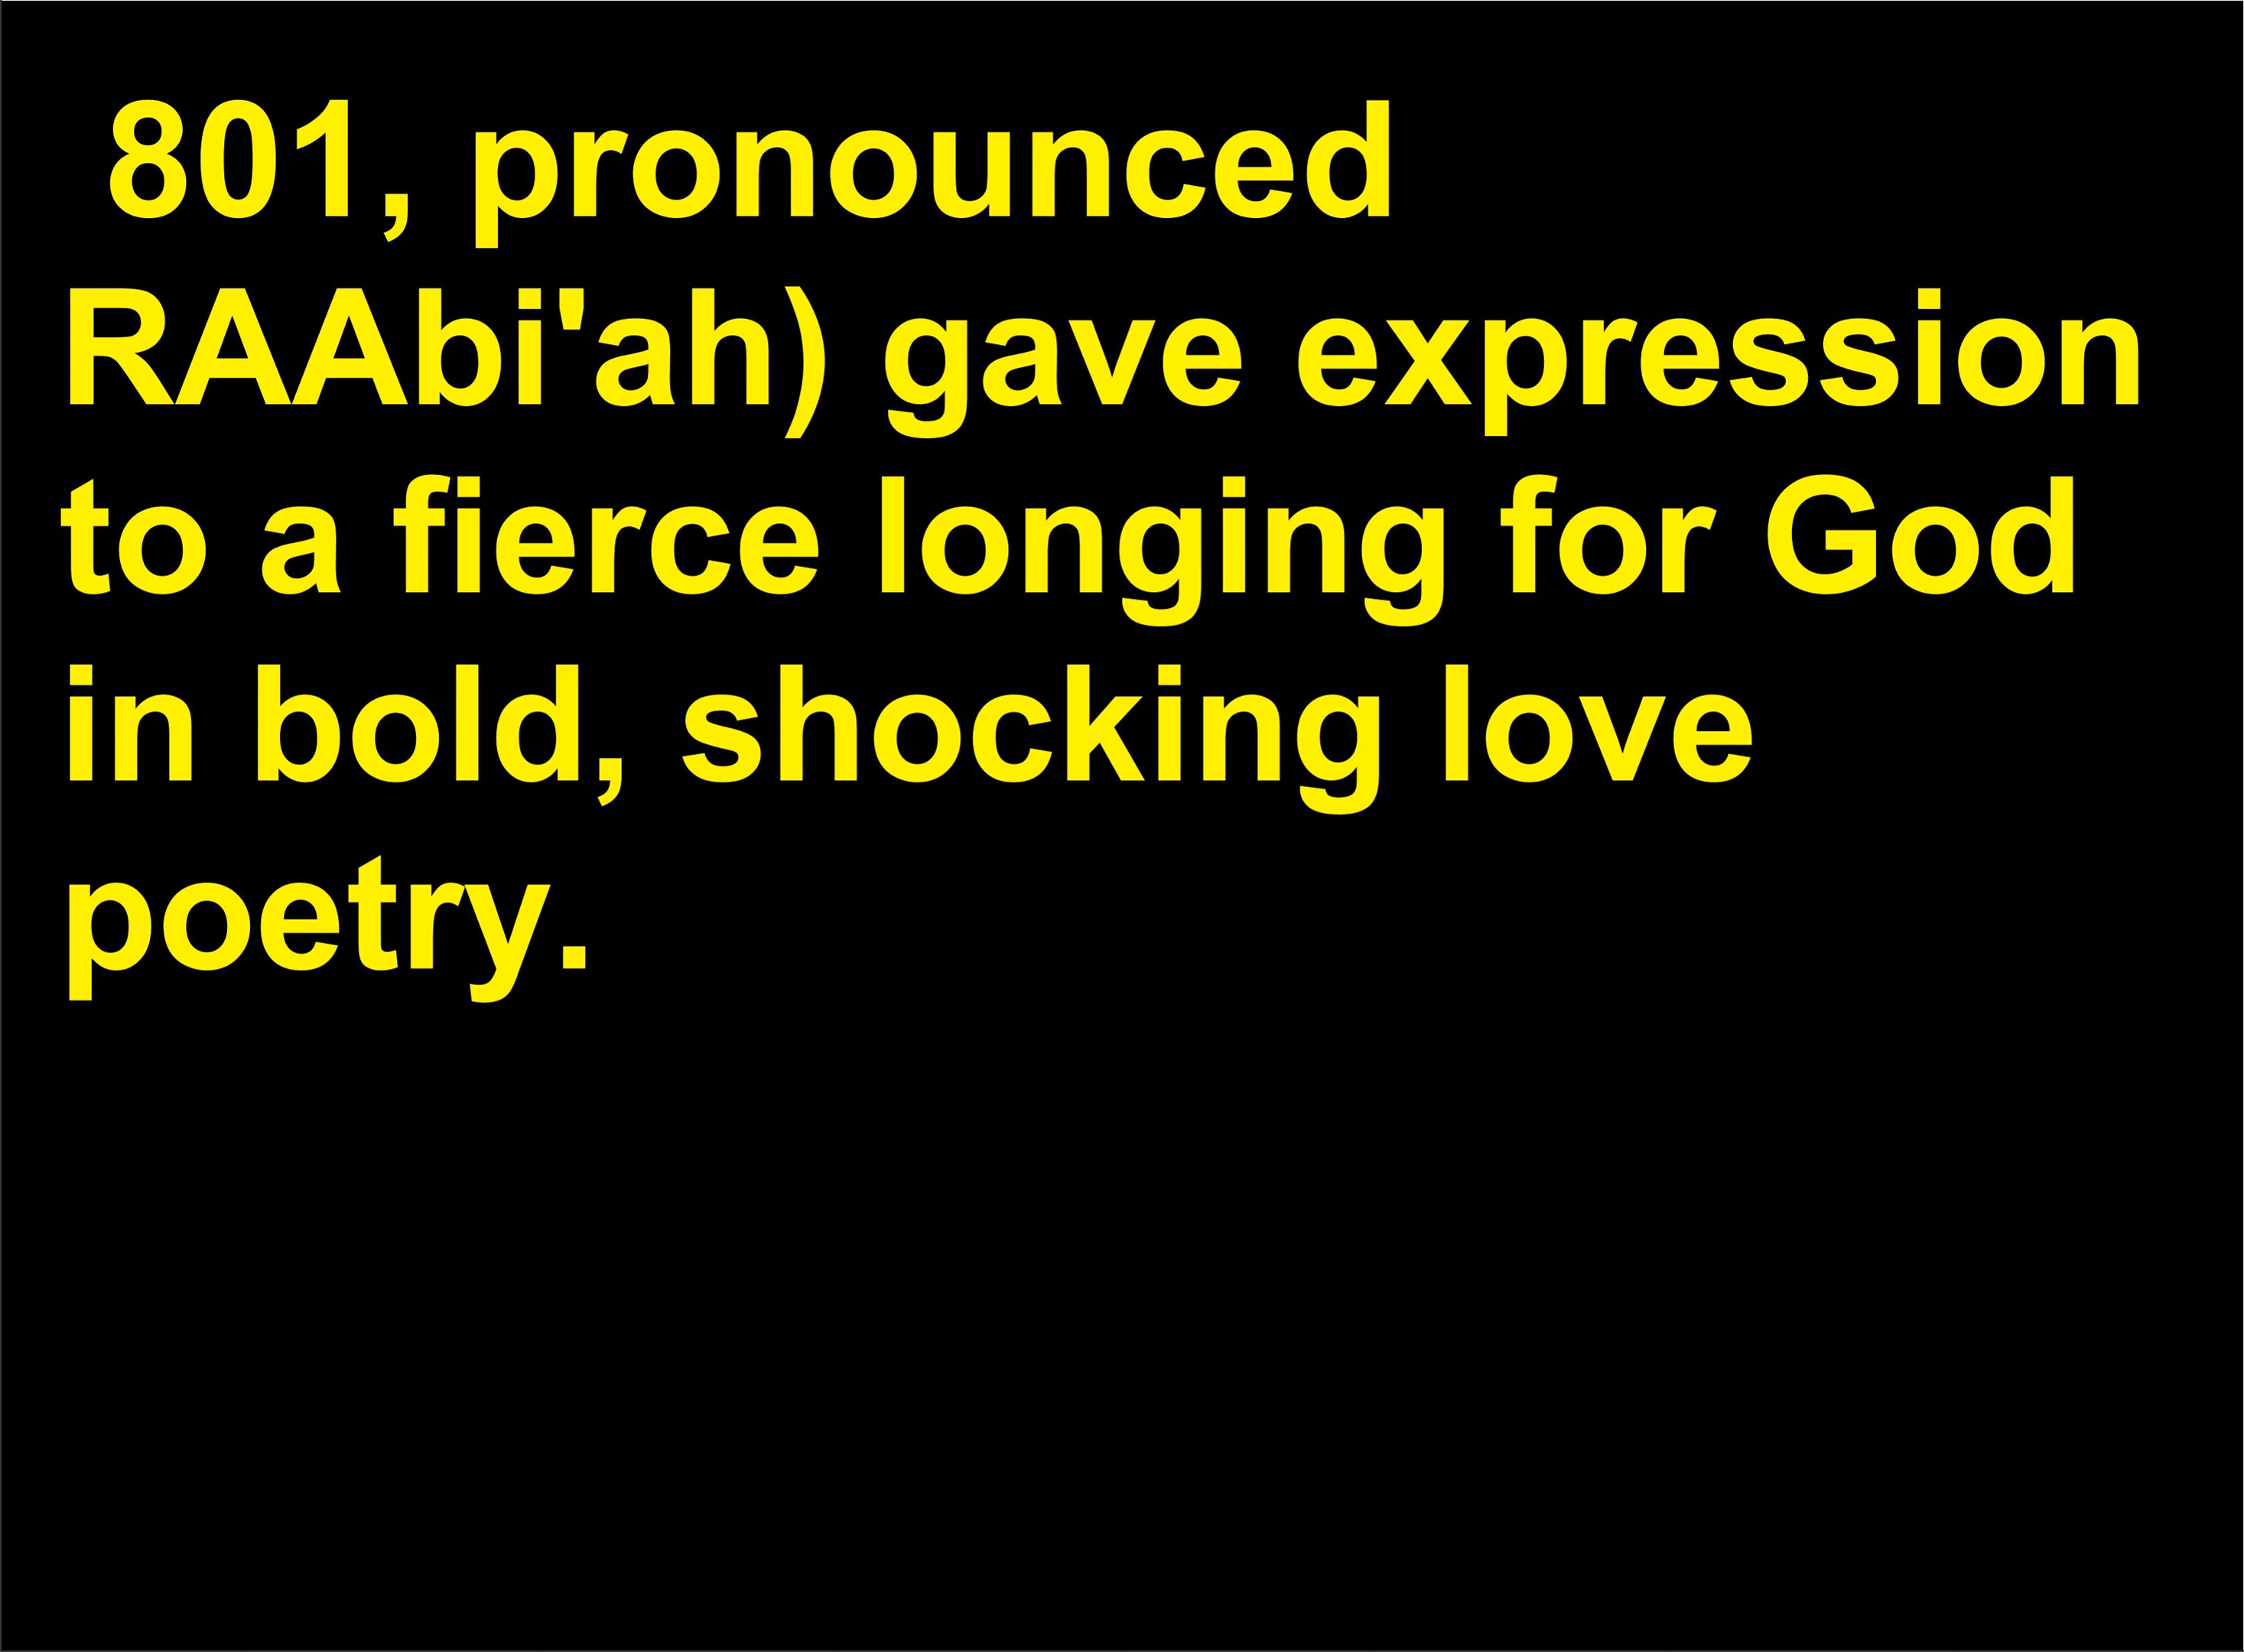 801, pronounced
RAAbi'ah) gave expression
to a fierce longing for God
in bold, shocking love
poetry.